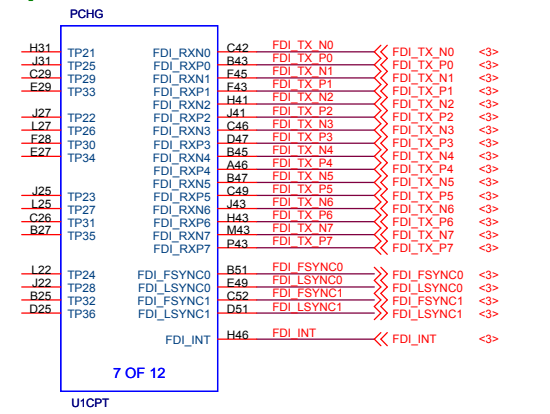 PCHG
H31 TP21 FDI_RXN0 C42 FDI_TX_N0 FDI_TX_N0 <3>
J31 TP25 FDI_RXP0 B43 FDI_TX_P0 FDI_TX_P0 <3>
C29 TP29 FDI_RXN1 F45 FDI_TX_N1 FDI_TX_N1 <3>
E29 TP33 FDI_RXP1 F43 FDI_TX_P1 FDI_TX_P1 <3>
FDI_RXN2 H41 FDI_TX_N2 FDI_TX_N2 <3>
J27 TP22 FDI_RXP2 J41 FDI_TX_P2 FDI_TX_P2 <3>
L27 TP26 FDI_RXN3 C46 FDI_TX_N3 FDI_TX_N3 <3>
F28 TP30 FDI_RXP3 D47 FDI_TX_P3 FDI_TX_P3 <3>
E27 TP34 FDI_RXN4 B45 FDI_TX_N4 FDI_TX_N4 <3>
FDI_RXP4 A46 FDI_TX_P4 FDI_TX_P4 <3>
FDI_RXN5 B47 FDI_TX_N5 FDI_TX_N5 <3>
J25 TP23 FDI_RXP5 C49 FDI_TX_P5 FDI_TX_P5 <3>
L25 TP27 FDI_RXN6 J43 FDI_TX_N6 FDI_TX_N6 <3>
C26 TP31 FDI_RXP6 H43 FDI_TX_P6 FDI_TX_P6 <3>
B27 TP35 FDI_RXN7 M43 FDI_TX_N7 FDI_TX_N7 <3>
FDI_RXP7 P43 FDI_TX_P7 FDI_TX_P7 <3>
L22 TP24 FDI_FSYNC0 B51 FDI_FSYNC0 FDI_FSYNC0 <3>
J22 TP28 FDI_LSYNC0 E49 FDI_LSYNC0 FDI_LSYNC0 <3>
B25 TP32 FDI_FSYNC1 C52 FDI_FSYNC1 FDI_FSYNC1 <3>
D25 TP36 FDI_LSYNC1 D51 FDI_LSYNC1 FDI_LSYNC1 <3>
FDI_INT H46 FDI_INT FDI_INT <3>
7 OF 12
U1CPT